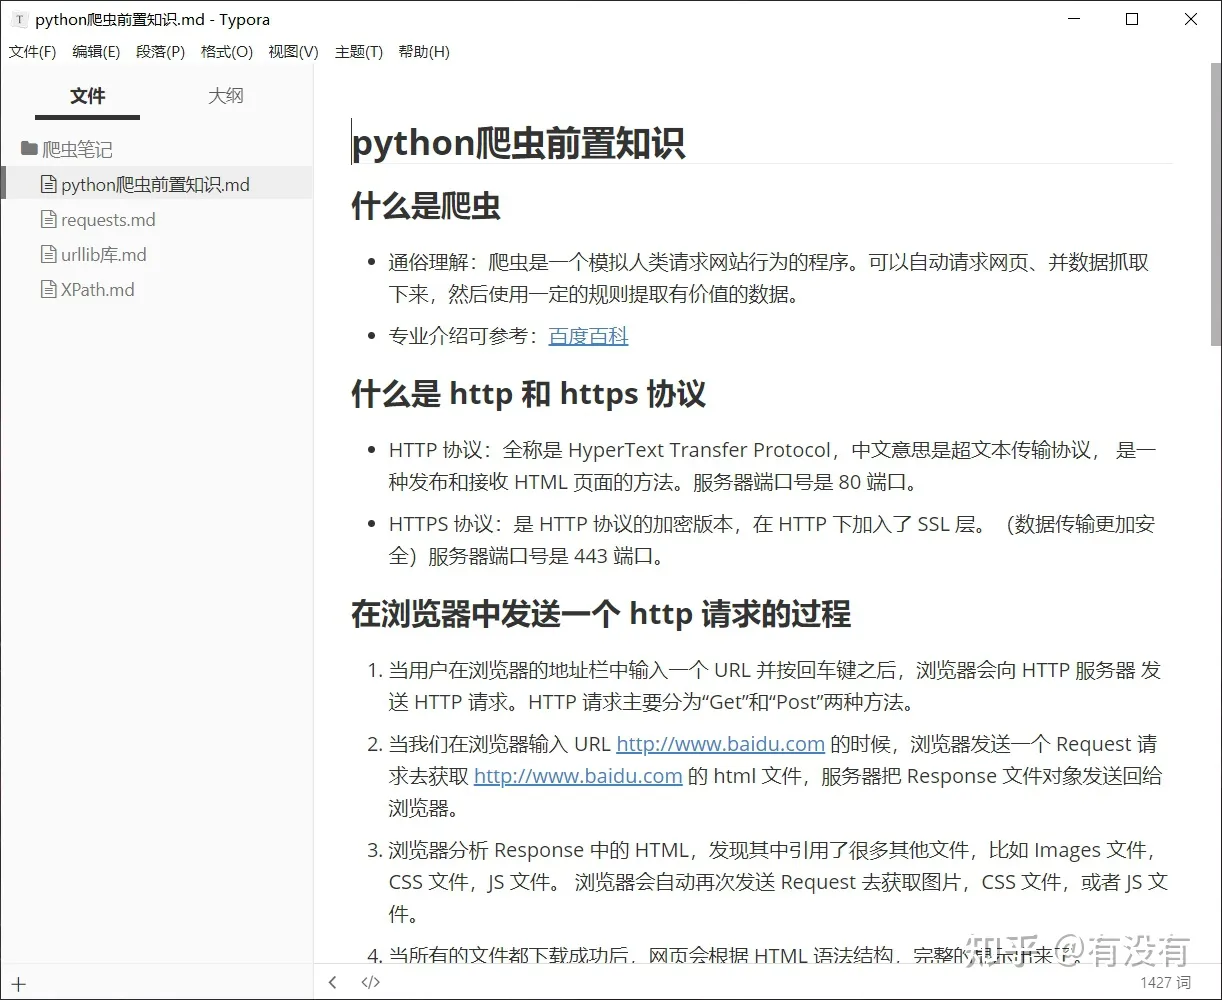 T python爬虫前置知识.md - Typora
文件(F) 编辑(E) 段落(P) 格式(O) 视图(V) 主题(T) 帮助(H)
文件 大纲
爬虫笔记
python爬虫前置知识.md
requests.md
urllib库.md
XPath.md
python爬虫前置知识
什么是爬虫
• 通俗理解：爬虫是一个模拟人类请求网站行为的程序。可以自动请求网页、并数据抓取
下来，然后使用一定的规则提取有价值的数据。
• 专业介绍可参考：百度百科
什么是 http 和 https 协议
• HTTP 协议：全称是 HyperText Transfer Protocol，中文意思是超文本传输协议， 是一
种发布和接收 HTML 页面的方法。服务器端口号是 80 端口。
• HTTPS 协议：是 HTTP 协议的加密版本，在 HTTP 下加入了 SSL 层。（数据传输更加安
全）服务器端口号是 443 端口。
在浏览器中发送一个 http 请求的过程
1. 当用户在浏览器的地址栏中输入一个 URL 并按回车键之后，浏览器会向 HTTP 服务器 发
送 HTTP 请求。HTTP 请求主要分为“Get”和“Post”两种方法。
2. 当我们在浏览器输入 URL http://www.baidu.com 的时候，浏览器发送一个 Request 请
求去获取 http://www.baidu.com 的 html 文件，服务器把 Response 文件对象发送回给
浏览器。
3. 浏览器分析 Response 中的 HTML，发现其中引用了很多其他文件，比如 Images 文件，
CSS 文件，JS 文件。 浏览器会自动再次发送 Request 去获取图片，CSS 文件，或者 JS 文
件。
4. 当所有的文件都下载成功后，网页会根据 HTML 语法结构，完整的显示出来了。
知乎 @有没有
+ < </> 1427 词